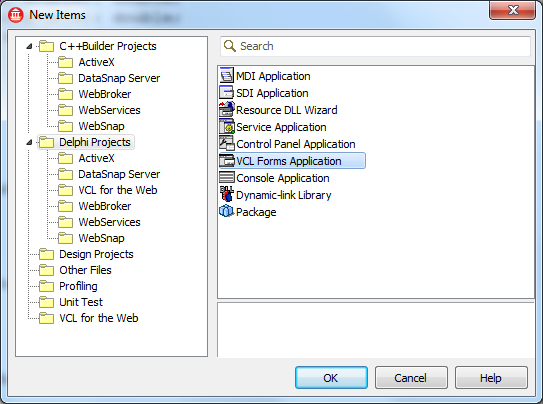 New Items
C++Builder Projects
ActiveX
DataSnap Server
WebBroker
WebServices
WebSnap
Delphi Projects
ActiveX
DataSnap Server
VCL for the Web
WebBroker
WebServices
WebSnap
Design Projects
Other Files
Profiling
Unit Test
VCL for the Web
Search
MDI Application
SDI Application
Resource DLL Wizard
Service Application
Control Panel Application
VCL Forms Application
Console Application
Dynamic-link Library
Package
OK
Cancel
Help